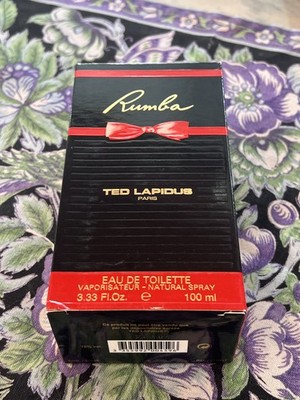 Rumba
TED LAPIDUS
PARIS
EAU DE TOILETTE
VAPORISATEUR - NATURAL SPRAY
3.33 Fl.Oz. e 100 ml